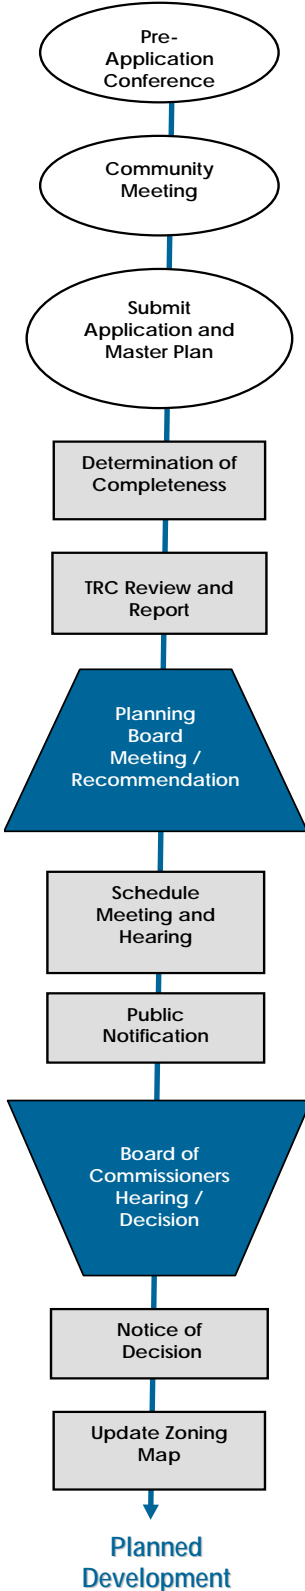 Pre-
Application
Conference
Community
Meeting
Submit
Application and
Master Plan
Determination of
Completeness
TRC Review and
Report
Planning
Board
Meeting /
Recommendation
Schedule
Meeting and
Hearing
Public
Notification
Board of
Commissioners
Hearing /
Decision
Notice of
Decision
Update Zoning
Map
Planned
Development